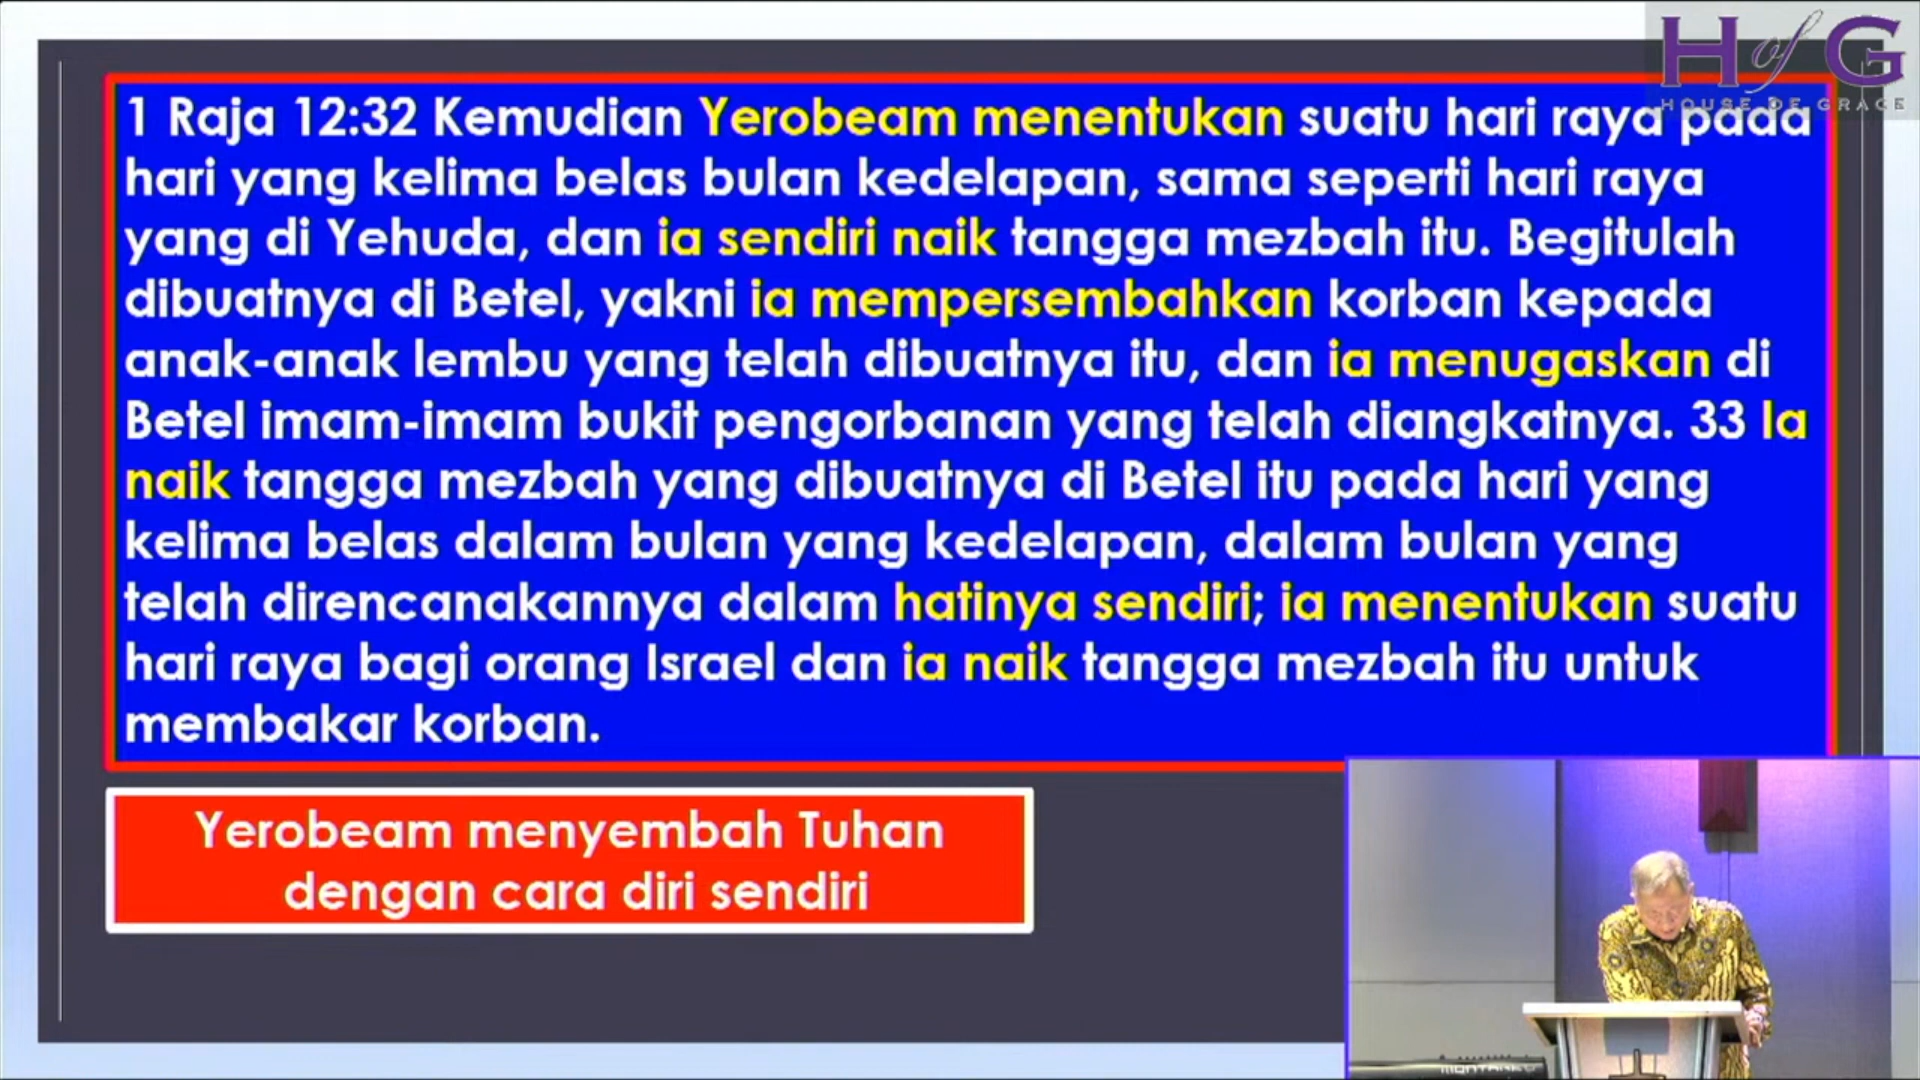 H of G
HOUSE OF GRACE
1 Raja 12:32 Kemudian Yerobeam menentukan suatu hari raya pada
hari yang kelima belas bulan kedelapan, sama seperti hari raya
yang di Yehuda, dan ia sendiri naik tangga mezbah itu. Begitulah
dibuatnya di Betel, yakni ia mempersembahkan korban kepada
anak-anak lembu yang telah dibuatnya itu, dan ia menugaskan di
Betel imam-imam bukit pengorbanan yang telah diangkatnya. 33 Ia
naik tangga mezbah yang dibuatnya di Betel itu pada hari yang
kelima belas dalam bulan yang kedelapan, dalam bulan yang
telah direncanakannya dalam hatinya sendiri; ia menentukan suatu
hari raya bagi orang Israel dan ia naik tangga mezbah itu untuk
membakar korban.
Yerobeam menyembah Tuhan
dengan cara diri sendiri